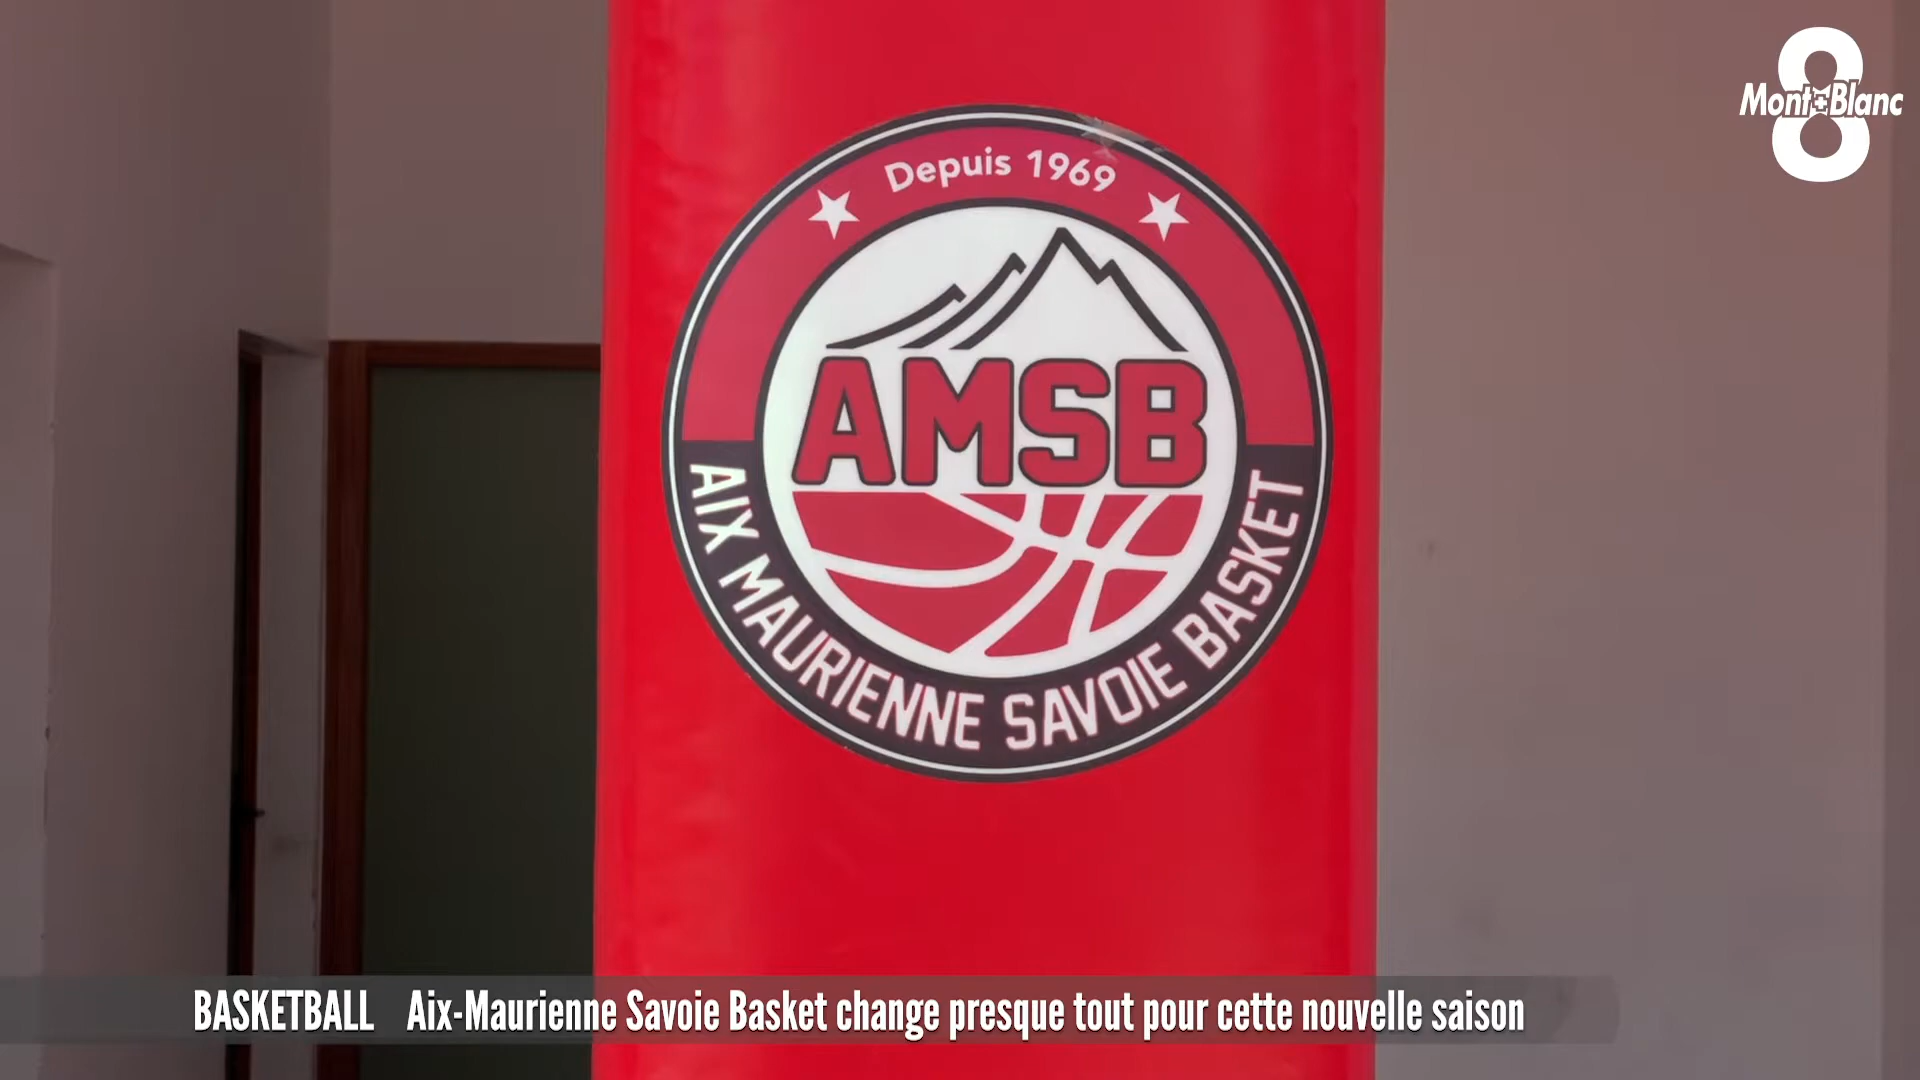 8
Mont-Blanc
Depuis 1969
AMSB
AIX MAURIENNE SAVOIE BASKET
BASKETBALL Aix-Maurienne Savoie Basket change presque tout pour cette nouvelle saison